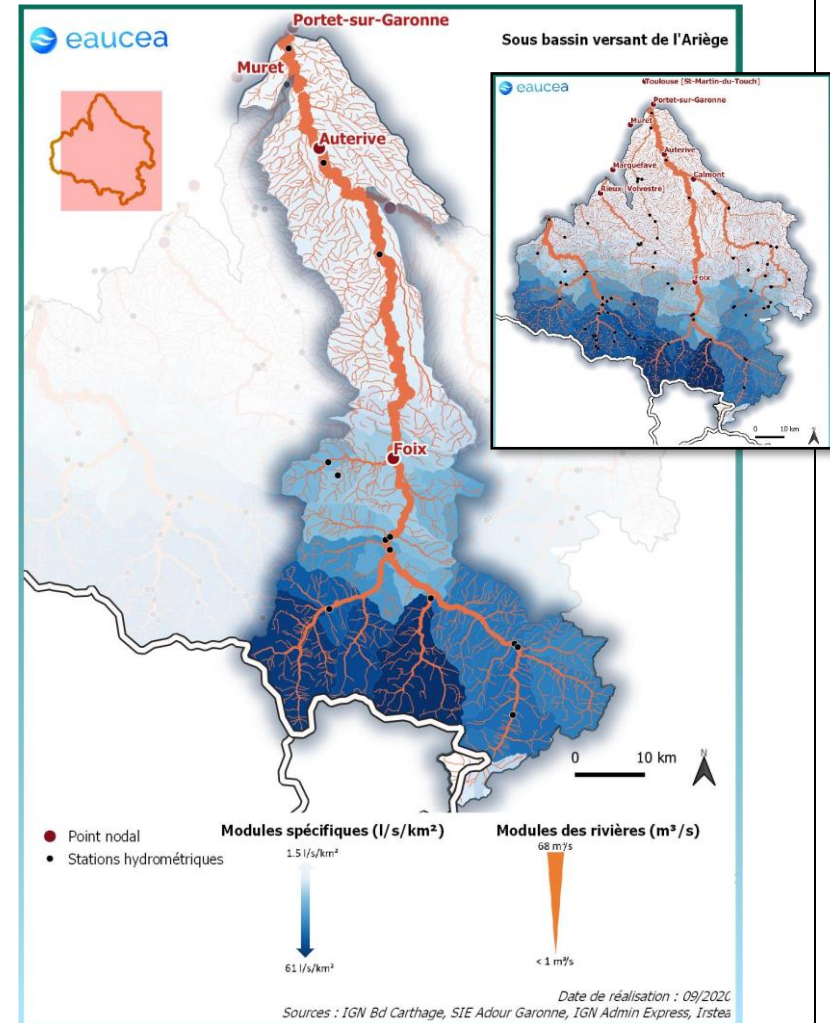 eaucea
Portet-sur-Garonne
Sous bassin versant de l'Ariège
Muret
Auterive
Foix
0 10 km
N
eaucea
Toulouse [St-Martin-du-Touch]
Portet-sur-Garonne
Muret
Auterive
Marquefave
Calmont
Rieux Volvestre
Foix
0 10 km
N
Point nodal
Stations hydrométriques
Modules spécifiques (l/s/km²)
1.5 l/s/km²
61 l/s/km²
Modules des rivières (m³/s)
68 m³/s
< 1 m³/s
Date de réalisation : 09/2020
Sources : IGN Bd Carthage, SIE Adour Garonne, IGN Admin Express, Irstea